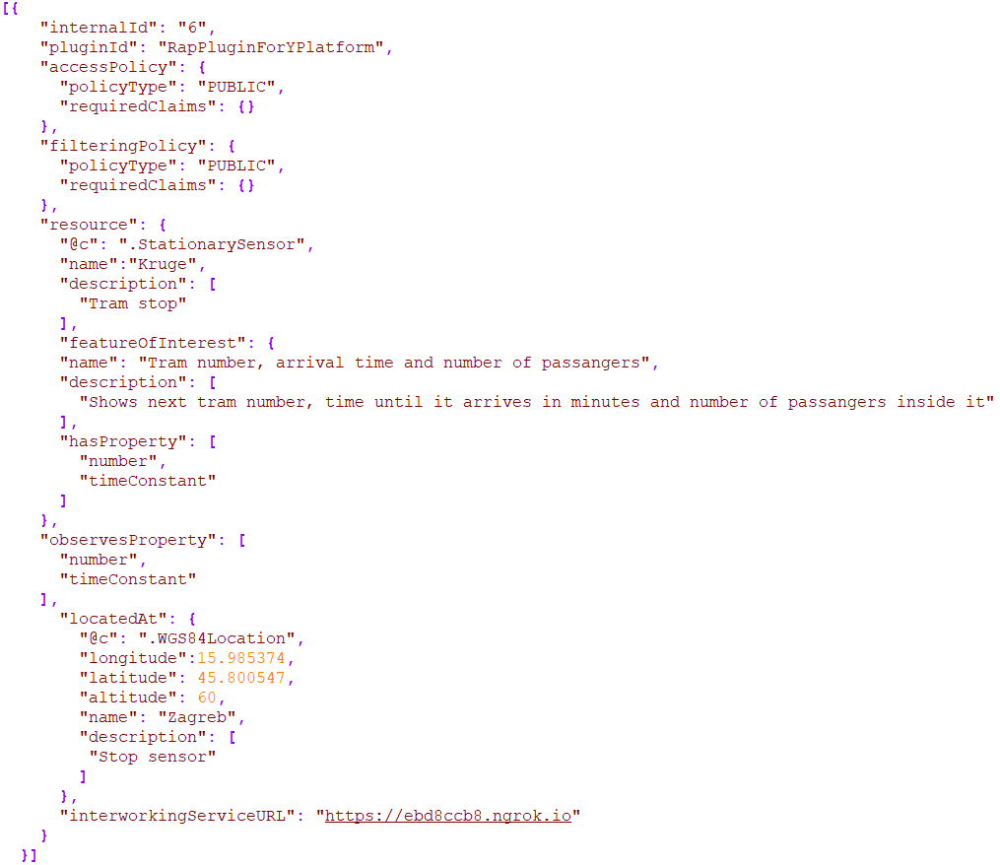 [{
    "internalId": "6",
    "pluginId": "RapPluginForYPlatform",
    "accessPolicy": {
      "policyType": "PUBLIC",
      "requiredClaims": {}
    },
    "filteringPolicy": {
      "policyType": "PUBLIC",
      "requiredClaims": {}
    },
    "resource": {
      "@c": ".StationarySensor",
      "name":"Kruge",
      "description": [
        "Tram stop"
      ],
      "featureOfInterest": {
      "name": "Tram number, arrival time and number of passangers",
      "description": [
        "Shows next tram number, time until it arrives in minutes and number of passangers inside it"
      ],
      "hasProperty": [
        "number",
        "timeConstant"
      ]
    },
    "observesProperty": [
      "number",
      "timeConstant"
    ],
      "locatedAt": {
        "@c": ".WGS84Location",
        "longitude":15.985374,
        "latitude": 45.800547,
        "altitude": 60,
        "name": "Zagreb",
        "description": [
         "Stop sensor"
        ]
      },
      "interworkingServiceURL": "https://ebd8ccb8.ngrok.io"
    }
  }]